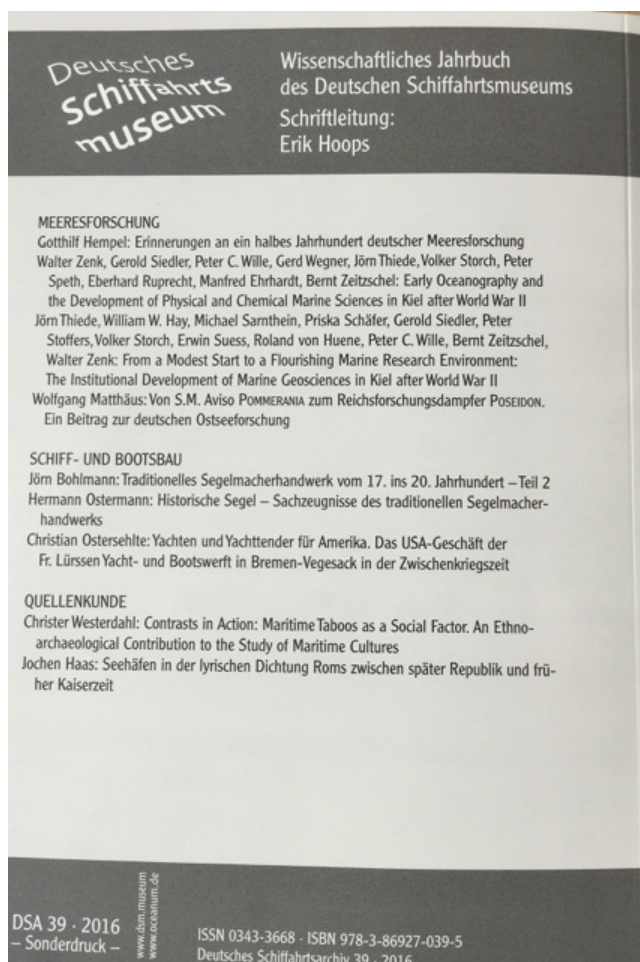 Deutsches
Schiffahrts
museum
Wissenschaftliches Jahrbuch
des Deutschen Schiffahrtsmuseums
Schriftleitung:
Erik Hoops
MEERESFORSCHUNG
Gotthilf Hempel: Erinnerungen an ein halbes Jahrhundert deutscher Meeresforschung
Walter Zenk, Gerold Siedler, Peter C. Wille, Gerd Wegner, Jörn Thiede, Volker Storch, Peter
Speth, Eberhard Ruprecht, Manfred Ehrhardt, Bernt Zeitzschel: Early Oceanography and
the Development of Physical and Chemical Marine Sciences in Kiel after World War II
Jörn Thiede, William W. Hay, Michael Sarnthein, Priska Schäfer, Gerold Siedler, Peter
Stoffers, Volker Storch, Erwin Suess, Roland von Huene, Peter C. Wille, Bernt Zeitzschel,
Walter Zenk: From a Modest Start to a Flourishing Marine Research Environment:
The Institutional Development of Marine Geosciences in Kiel after World War II
Wolfgang Matthäus: Von S.M. Aviso POMMERANIA zum Reichsforschungsdampfer POSEIDON.
Ein Beitrag zur deutschen Ostseeforschung
SCHIFF- UND BOOTSBAU
Jörn Bohlmann: Traditionelles Segelmacherhandwerk vom 17. ins 20. Jahrhundert – Teil 2
Hermann Ostermann: Historische Segel – Sachzeugnisse des traditionellen Segelmacher-
handwerks
Christian Ostersehlte: Yachten und Yachttender für Amerika. Das USA-Geschäft der
Fr. Lürssen Yacht- und Bootswerft in Bremen-Vegesack in der Zwischenkriegszeit
QUELLENKUNDE
Christer Westerdahl: Contrasts in Action: Maritime Taboos as a Social Factor. An Ethno-
archaeological Contribution to the Study of Maritime Cultures
Jochen Haas: Seehäfen in der lyrischen Dichtung Roms zwischen später Republik und frü-
her Kaiserzeit
DSA 39 · 2016
– Sonderdruck –
www.dsm.museum
www.oceanum.de
ISSN 0343-3668 · ISBN 978-3-86927-039-5
Deutsches Schiffahrtsarchiv 39 · 2016